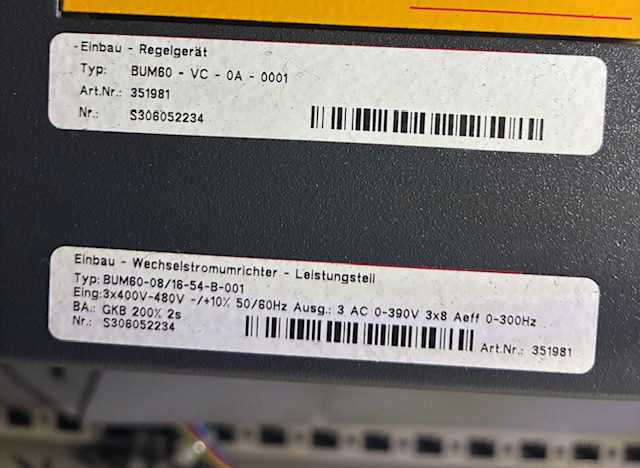 Einbau - Regelgerät
Typ: BUM60 - VC - 0A - 0001
Art.Nr.: 351981
Nr.: S306052234
Einbau - Wechselstromumrichter - Leistungsteil
Typ: BUM60-08/16-54-B-001
Eing:3x400V-480V -/+10% 50/60Hz Ausg.: 3 AC 0-390V 3x8 Aeff 0-300Hz
BA.: GKB 200% 2s
Nr.: S306052234 Art.Nr.: 351981